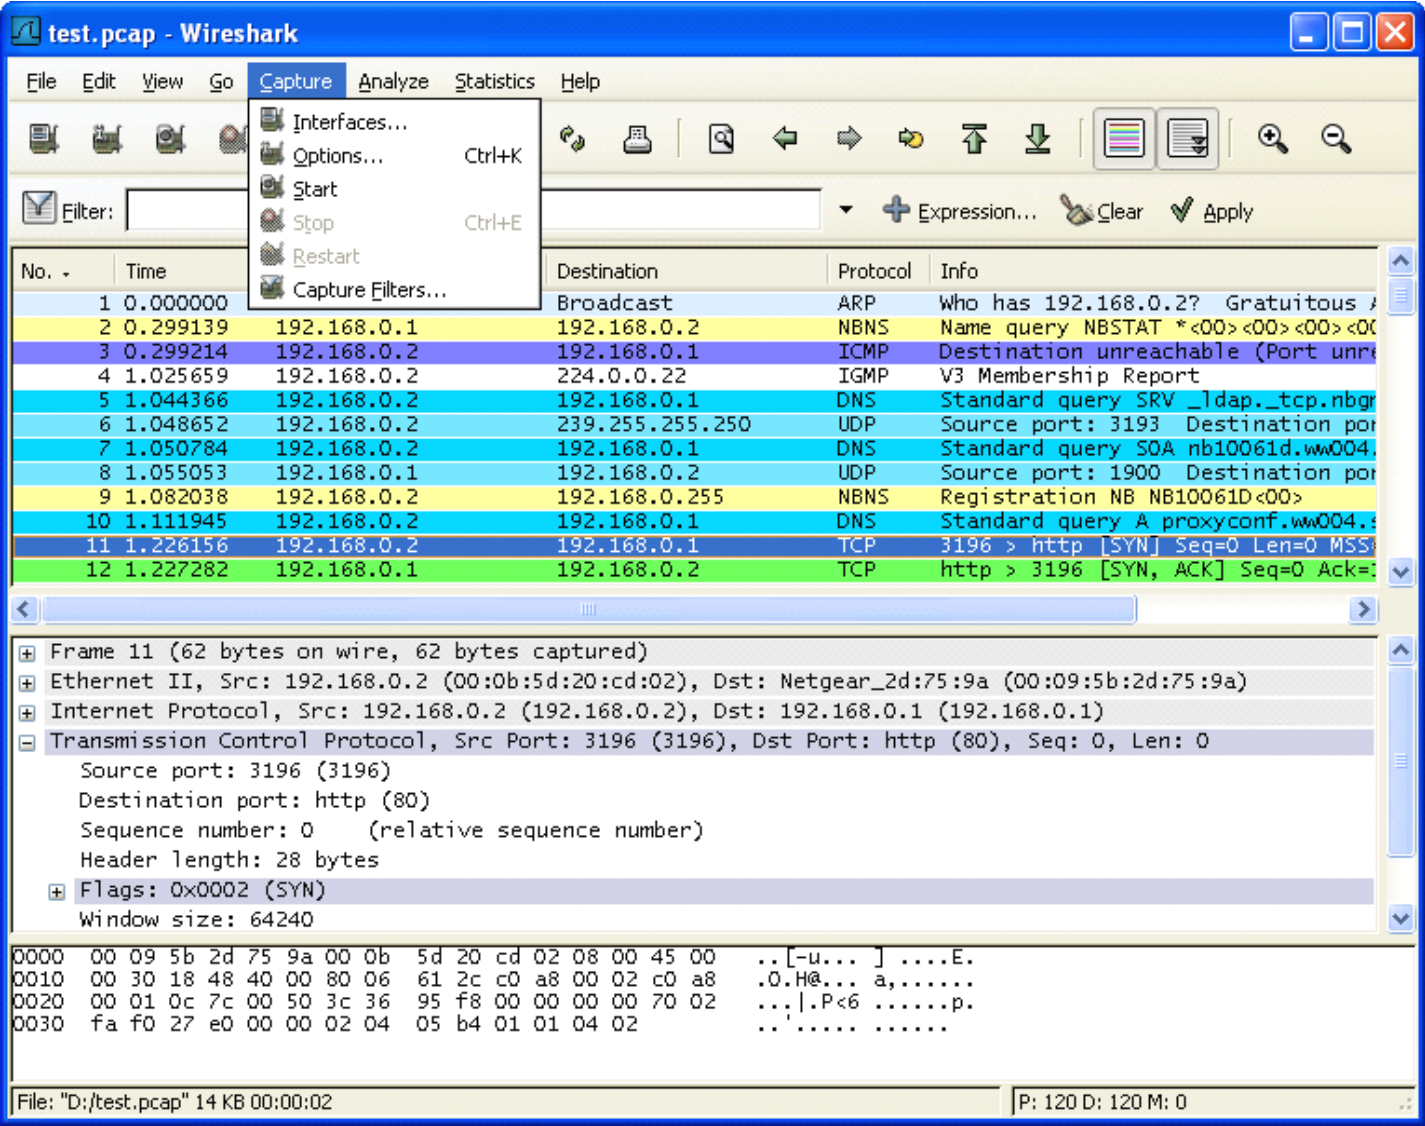 test.pcap - Wireshark
File Edit View Go Capture Analyze Statistics Help
Interfaces...
Options... Ctrl+K
Start
Stop Ctrl+E
Restart
Capture Filters...
Filter: Expression... Clear Apply
No. Time Destination Protocol Info
1 0.000000 Broadcast ARP Who has 192.168.0.2? Gratuitous
2 0.299139 192.168.0.1 192.168.0.2 NBNS Name query NBSTAT *<00><00><00><00
3 0.299214 192.168.0.2 192.168.0.1 ICMP Destination unreachable (Port unre
4 1.025659 192.168.0.2 224.0.0.22 IGMP V3 Membership Report
5 1.044366 192.168.0.2 192.168.0.1 DNS Standard query SRV _ldap._tcp.nbgm
6 1.048652 192.168.0.2 239.255.255.250 UDP Source port: 3193 Destination por
7 1.050784 192.168.0.2 192.168.0.1 DNS Standard query SOA nb10061d.ww004.
8 1.055053 192.168.0.1 192.168.0.2 UDP Source port: 1900 Destination por
9 1.082038 192.168.0.2 192.168.0.255 NBNS Registration NB NB10061D<00>
10 1.111945 192.168.0.2 192.168.0.1 DNS Standard query A proxyconf.ww004.s
11 1.226156 192.168.0.2 192.168.0.1 TCP 3196 > http [SYN] Seq=0 Len=0 MSS=
12 1.227282 192.168.0.1 192.168.0.2 TCP http > 3196 [SYN, ACK] Seq=0 Ack=1
Frame 11 (62 bytes on wire, 62 bytes captured)
Ethernet II, Src: 192.168.0.2 (00:0b:5d:20:cd:02), Dst: Netgear_2d:75:9a (00:09:5b:2d:75:9a)
Internet Protocol, Src: 192.168.0.2 (192.168.0.2), Dst: 192.168.0.1 (192.168.0.1)
Transmission Control Protocol, Src Port: 3196 (3196), Dst Port: http (80), Seq: 0, Len: 0
Source port: 3196 (3196)
Destination port: http (80)
Sequence number: 0 (relative sequence number)
Header length: 28 bytes
Flags: 0x0002 (SYN)
Window size: 64240
0000 00 09 5b 2d 75 9a 00 0b 5d 20 cd 02 08 00 45 00 ..[-u... ] ....E.
0010 00 30 18 48 40 00 80 06 61 2c c0 a8 00 02 c0 a8 .0.H@... a,......
0020 00 01 0c 7c 00 50 3c 36 95 f8 00 00 00 00 70 02 ...|.P<6 ......p.
0030 fa f0 27 e0 00 00 02 04 05 b4 01 01 04 02 ..'..... ......
File: "D:/test.pcap" 14 KB 00:00:02 P: 120 D: 120 M: 0